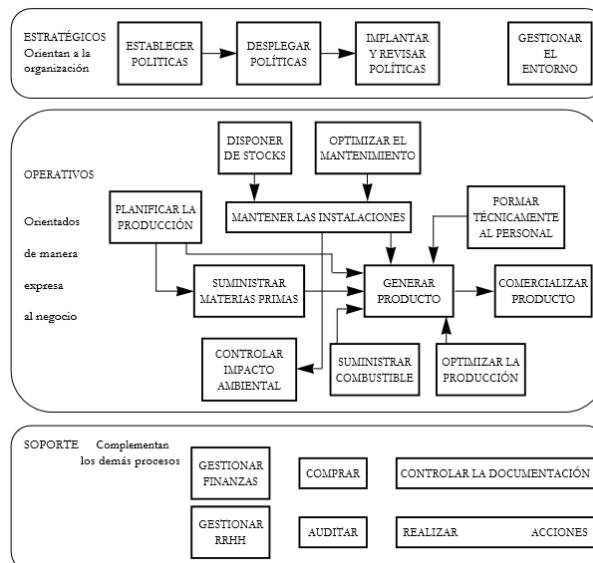 ESTRATÉGICOS
Orientan a la
organización
ESTABLECER
POLITICAS
DESPLEGAR
POLÍTICAS
IMPLANTAR
Y REVISAR
POLÍTICAS
GESTIONAR
EL
ENTORNO
OPERATIVOS
Orientados
de manera
expresa
al negocio
DISPONER
DE STOCKS
OPTIMIZAR EL
MANTENIMIENTO
PLANIFICAR LA
PRODUCCIÓN
MANTENER LAS INSTALACIONES
FORMAR
TÉCNICAMENTE
AL PERSONAL
SUMINISTRAR
MATERIAS PRIMAS
GENERAR
PRODUCTO
COMERCIALIZAR
PRODUCTO
CONTROLAR
IMPACTO
AMBIENTAL
SUMINISTRAR
COMBUSTIBLE
OPTIMIZAR LA
PRODUCCIÓN
SOPORTE Complementan
los demás procesos
GESTIONAR
FINANZAS
COMPRAR
CONTROLAR LA DOCUMENTACIÓN
GESTIONAR
RRHH
AUDITAR
REALIZAR ACCIONES